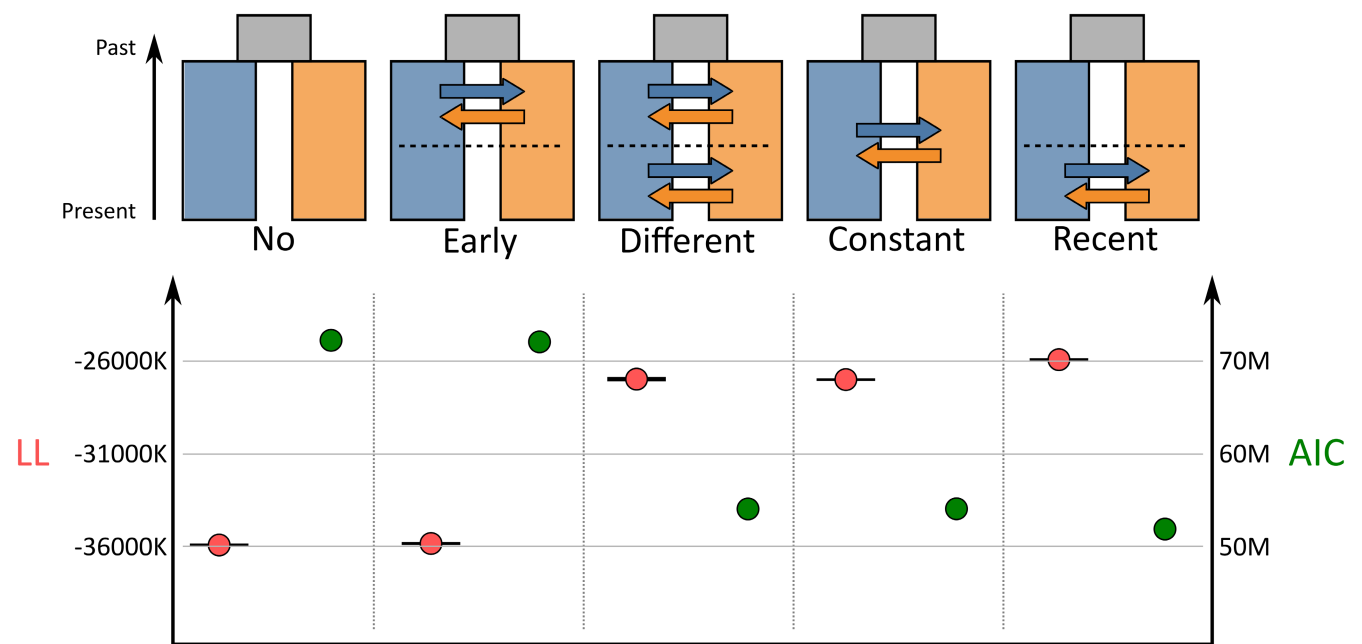 Past
Present
No
Early
Different
Constant
Recent
LL
-26000K
-31000K
-36000K
70M
60M
50M
AIC